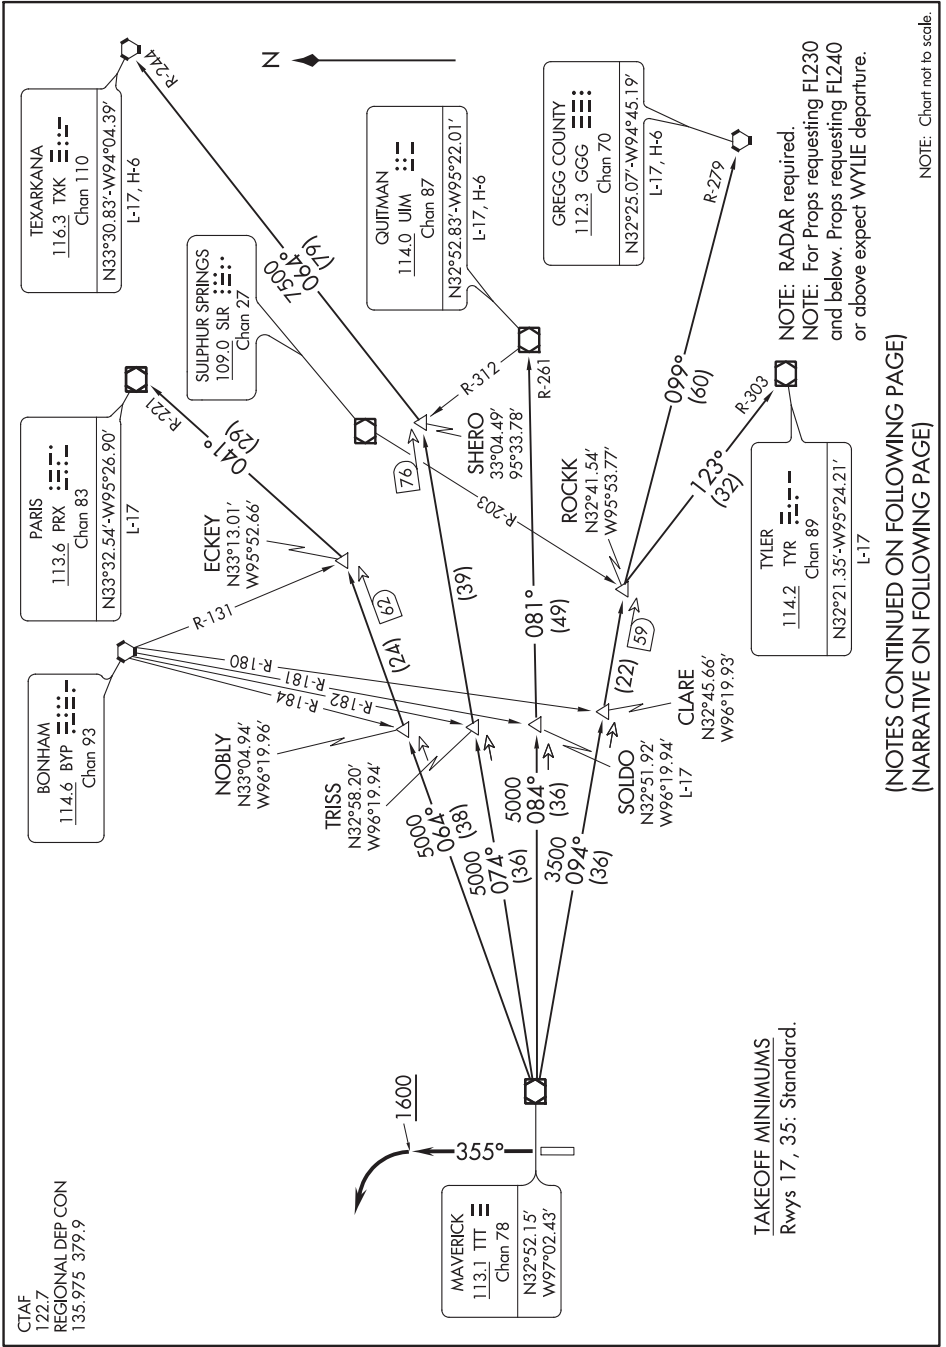 CTAF
122.7
REGIONAL DEP CON
135.975 379.9
BONHAM
114.6 BYP
Chan 93
PARIS
113.6 PRX
Chan 83
N33°32.54′-W95°26.90′
L-17
TEXARKANA
116.3 TXK
Chan 110
N33°30.83′-W94°04.39′
L-17, H-6
SULPHUR SPRINGS
109.0 SLR
Chan 27
QUITMAN
114.0 UIM
Chan 87
N32°52.83′-W95°22.01′
L-17, H-6
GREGG COUNTY
112.3 GGG
Chan 70
N32°25.07′-W94°45.19′
L-17, H-6
TYLER
114.2 TYR
Chan 89
N32°21.35′-W95°24.21′
L-17
MAVERICK
113.1 TTT
Chan 78
N32°52.15′
W97°02.43′
355°
1600
NOBLY
N33°04.94′
W96°19.96′
TRISS
N32°58.20′
W96°19.94′
SOLDO
N32°51.92′
W96°19.94′
L-17
CLARE
N32°45.66′
W96°19.93′
ECKEY
N33°13.01′
W95°52.66′
SHERO
33°04.49′
95°33.78′
ROCKK
N32°41.54′
W95°53.77′
5000
064°
(38)
5000
074°
(36)
5000
084°
(36)
3500
094°
(36)
R-131
R-180
R-181
R-182
R-184
(24)
62
041°
(29)
R-221
(39)
76
7500
064°
(79)
R-244
R-312
081°
(49)
R-261
R-203
(22)
59
099°
(60)
R-279
123°
(32)
R-303
N
NOTE: RADAR required.
NOTE: For Props requesting FL230
and below. Props requesting FL240
or above expect WYLIE departure.
TAKEOFF MINIMUMS
Rwys 17, 35: Standard.
(NOTES CONTINUED ON FOLLOWING PAGE)
(NARRATIVE ON FOLLOWING PAGE)
NOTE: Chart not to scale.